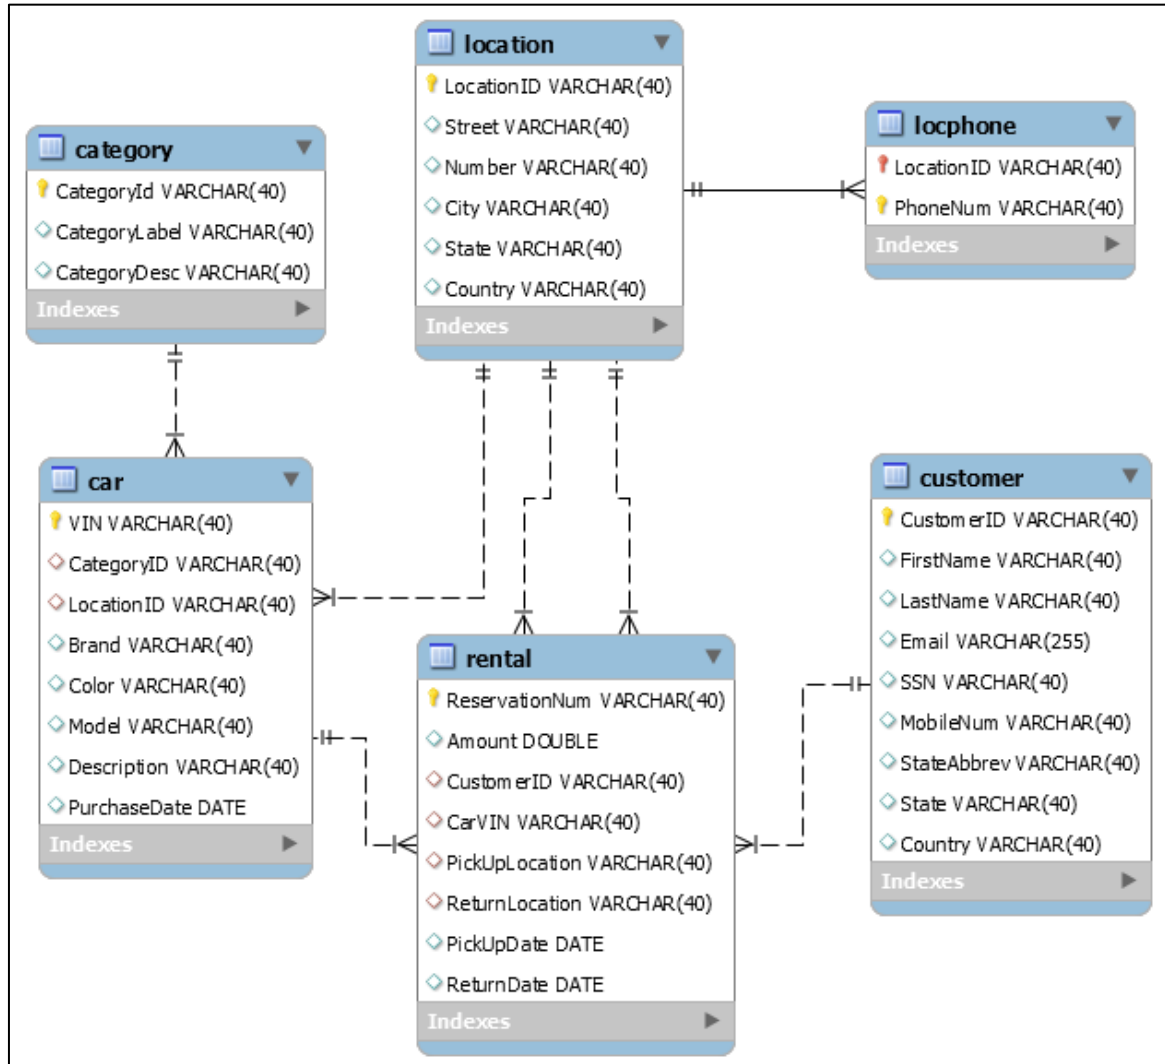 location
LocationID VARCHAR(40)
Street VARCHAR(40)
Number VARCHAR(40)
City VARCHAR(40)
State VARCHAR(40)
Country VARCHAR(40)
Indexes
locphone
LocationID VARCHAR(40)
PhoneNum VARCHAR(40)
Indexes
category
CategoryId VARCHAR(40)
CategoryLabel VARCHAR(40)
CategoryDesc VARCHAR(40)
Indexes
car
VIN VARCHAR(40)
CategoryID VARCHAR(40)
LocationID VARCHAR(40)
Brand VARCHAR(40)
Color VARCHAR(40)
Model VARCHAR(40)
Description VARCHAR(40)
PurchaseDate DATE
Indexes
rental
ReservationNum VARCHAR(40)
Amount DOUBLE
CustomerID VARCHAR(40)
CarVIN VARCHAR(40)
PickUpLocation VARCHAR(40)
ReturnLocation VARCHAR(40)
PickUpDate DATE
ReturnDate DATE
Indexes
customer
CustomerID VARCHAR(40)
FirstName VARCHAR(40)
LastName VARCHAR(40)
Email VARCHAR(255)
SSN VARCHAR(40)
MobileNum VARCHAR(40)
StateAbbrev VARCHAR(40)
State VARCHAR(40)
Country VARCHAR(40)
Indexes